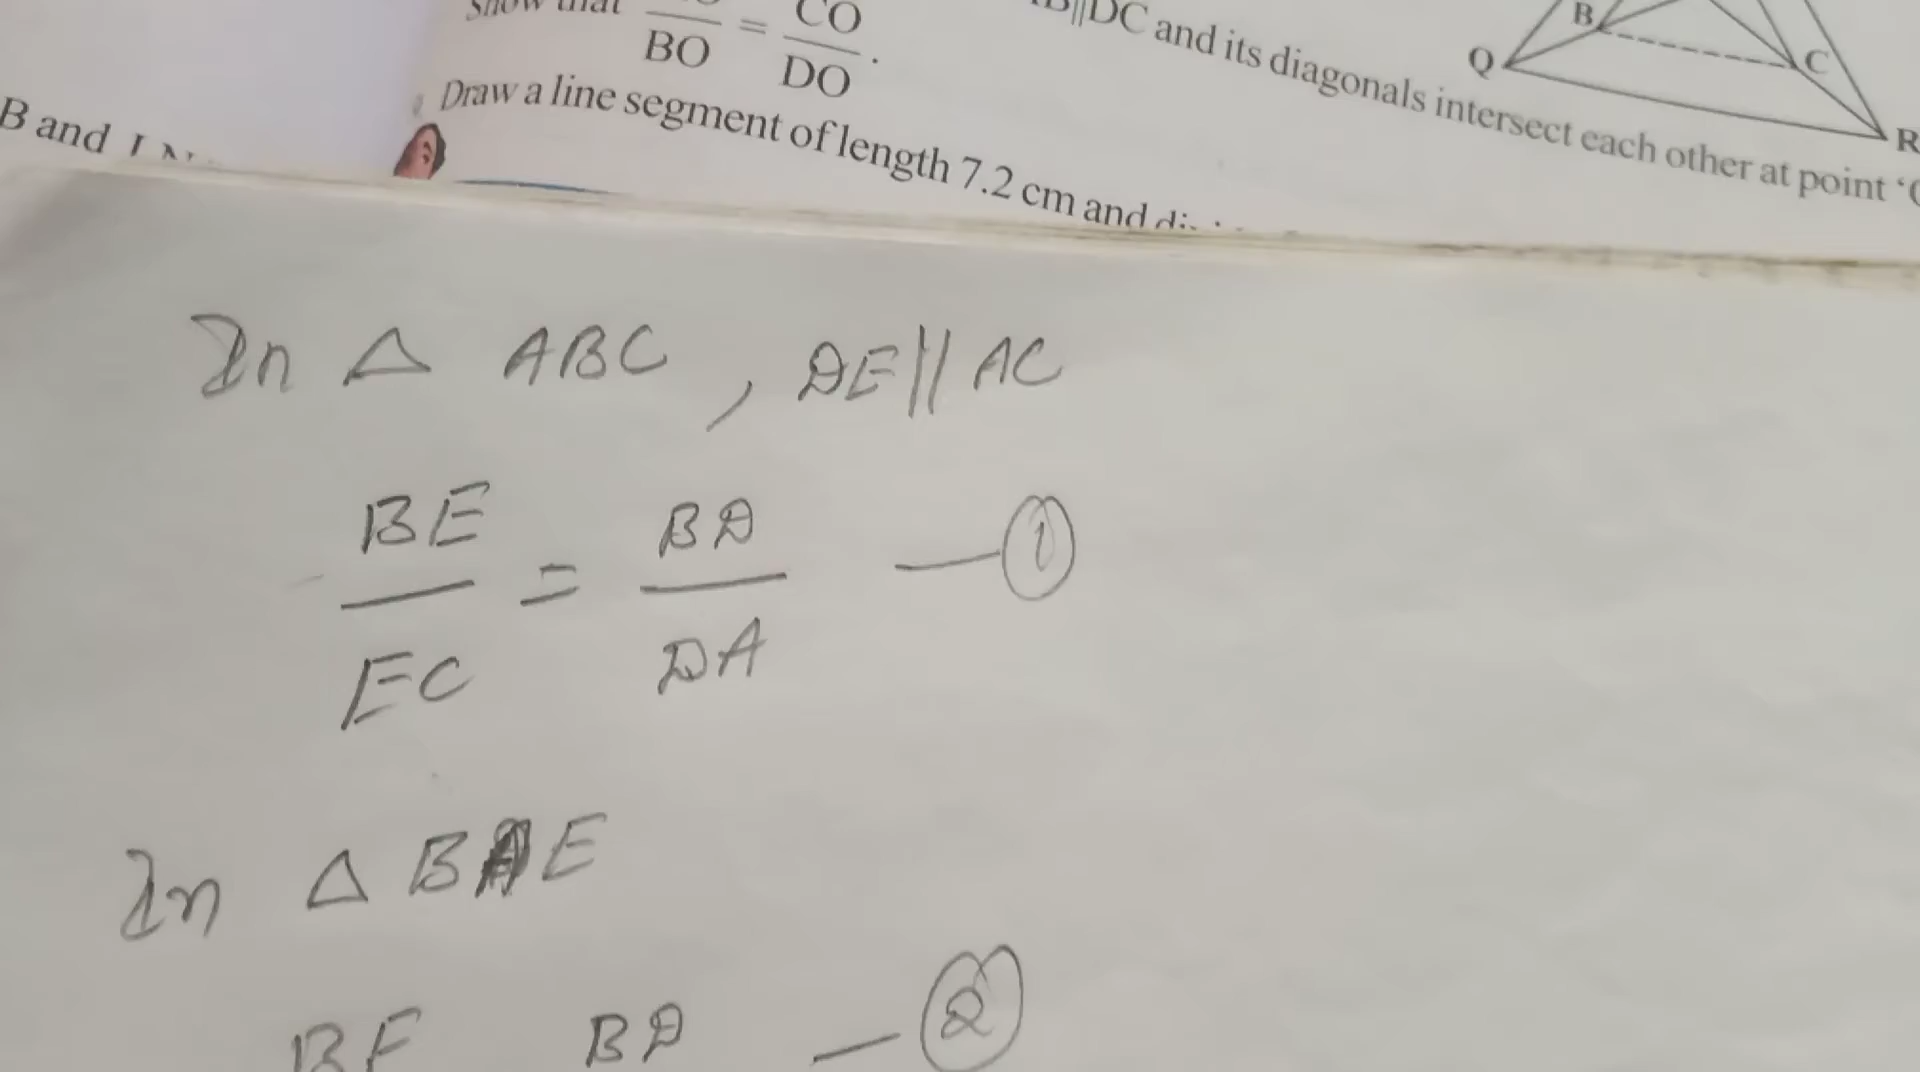 CO
BO = DO .
B||DC and its diagonals intersect each other at point
B
C
Q
R
Draw a line segment of length 7.2 cm and
B and
In △ ABC , DE || AC
BE = BD — 1
EC DA
In △ BAE
BF BD — 2